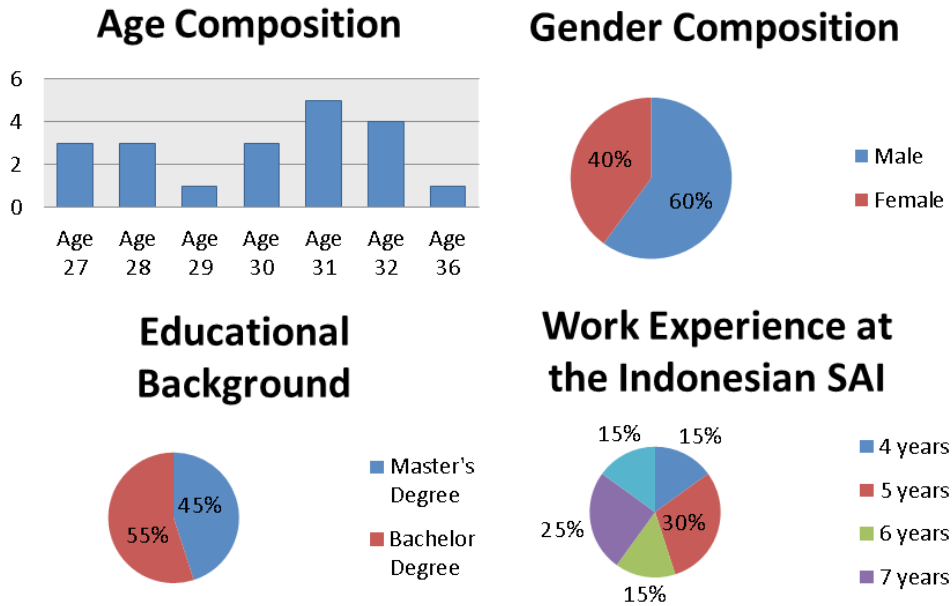 Age Composition
6
4
2
0
Age 27
Age 28
Age 29
Age 30
Age 31
Age 32
Age 36
Gender Composition
40%
60%
Male
Female
Educational
Background
45%
55%
Master's
Degree
Bachelor
Degree
Work Experience at
the Indonesian SAI
15%
15%
30%
25%
15%
4 years
5 years
6 years
7 years